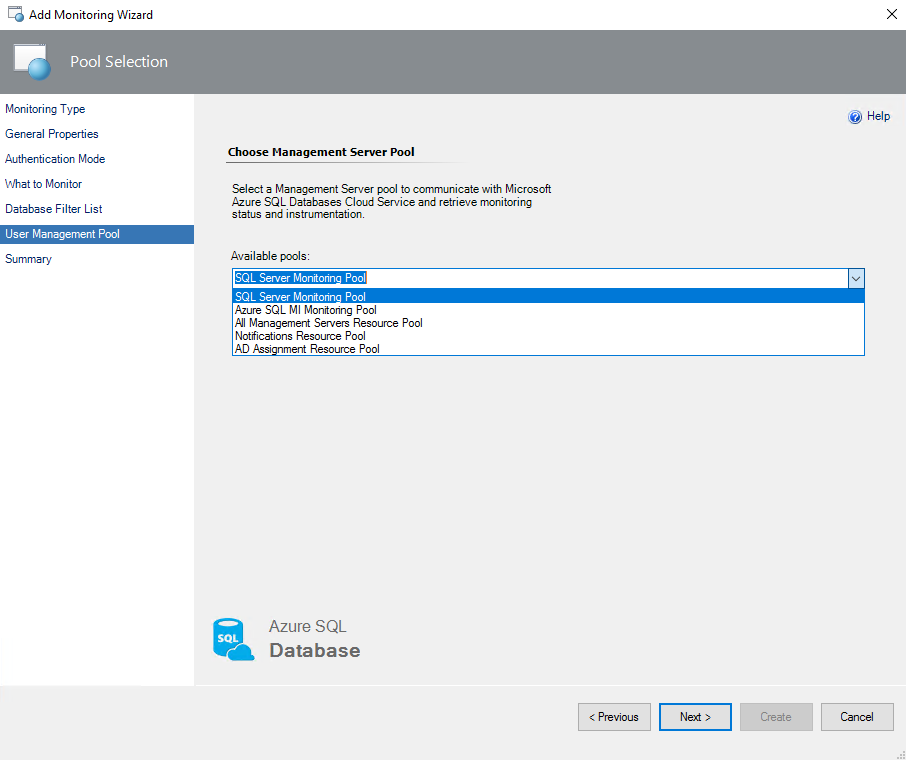 Add Monitoring Wizard
Pool Selection
Monitoring Type
General Properties
Authentication Mode
What to Monitor
Database Filter List
User Management Pool
Summary
Help
Choose Management Server Pool
Select a Management Server pool to communicate with Microsoft
Azure SQL Databases Cloud Service and retrieve monitoring
status and instrumentation.
Available pools:
SQL Server Monitoring Pool
SQL Server Monitoring Pool
Azure SQL MI Monitoring Pool
All Management Servers Resource Pool
Notifications Resource Pool
AD Assignment Resource Pool
SQL
Azure SQL
Database
< Previous
Next >
Create
Cancel